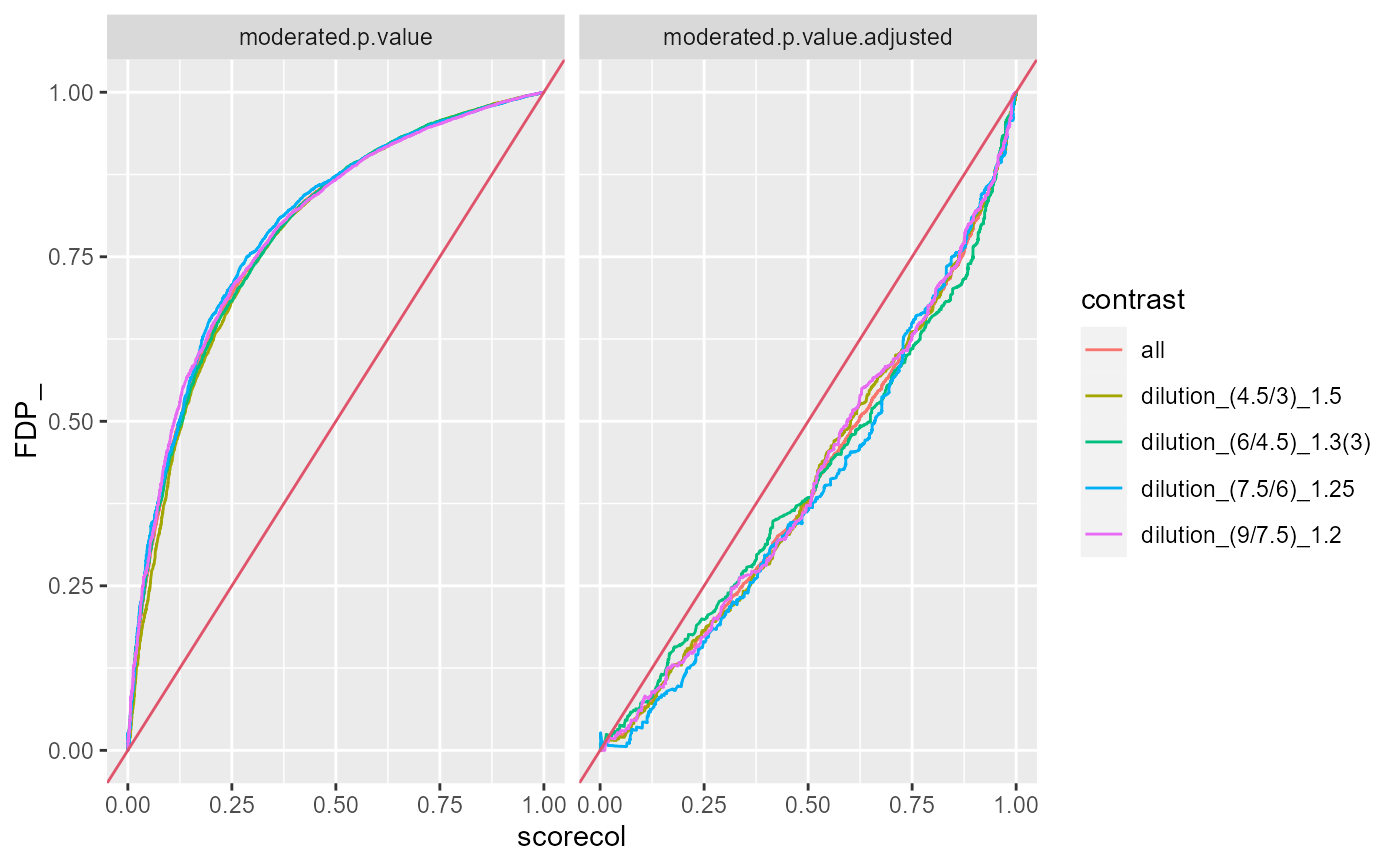 moderated.p.value
moderated.p.value.adjusted
FDP_
1.00
0.75
0.50
0.25
0.00
0.00 0.25 0.50 0.75 1.00
0.00 0.25 0.50 0.75 1.00
scorecol
contrast
all
dilution_(4.5/3)_1.5
dilution_(6/4.5)_1.3(3)
dilution_(7.5/6)_1.25
dilution_(9/7.5)_1.2